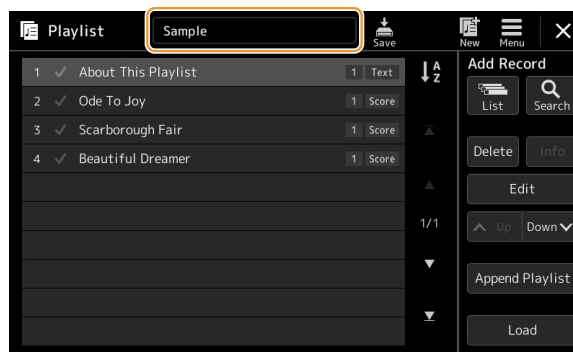 Playlist Sample Save New Menu
1 About This Playlist 1 Text
2 Ode To Joy 1 Score
3 Scarborough Fair 1 Score
4 Beautiful Dreamer 1 Score
A
Z
1/1
Add Record
List Search
Delete Info
Edit
Up Down
Append Playlist
Load